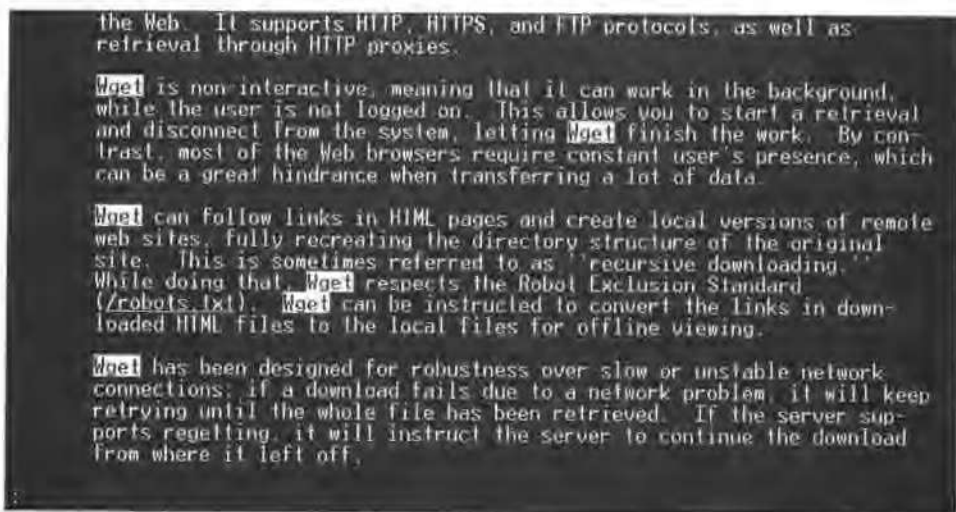 the Web.  It supports HTTP, HTTPS, and FTP protocols, as well as
retrieval through HTTP proxies.
Wget is non-interactive, meaning that it can work in the background,
while the user is not logged on.  This allows you to start a retrieval
and disconnect from the system, letting Wget finish the work.  By con-
trast, most of the Web browsers require constant user's presence, which
can be a great hindrance when transferring a lot of data.
Wget can follow links in HTML pages and create local versions of remote
web sites, fully recreating the directory structure of the original
site.  This is sometimes referred to as ``recursive downloading.''
While doing that, Wget respects the Robot Exclusion Standard
(/robots.txt).  Wget can be instructed to convert the links in down-
loaded HTML files to the local files for offline viewing.
Wget has been designed for robustness over slow or unstable network
connections; if a download fails due to a network problem, it will keep
retrying until the whole file has been retrieved.  If the server sup-
ports regetting, it will instruct the server to continue the download
from where it left off.
: